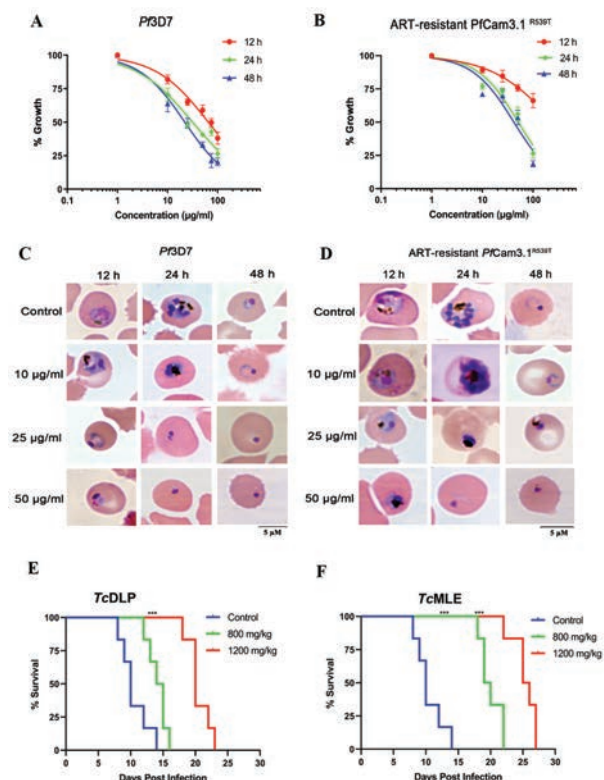 A
Pf3D7
12 h
24 h
48 h
% Growth
100
75
50
25
0
0.1
1
10
100
1000
Concentration (µg/ml)
B
ART-resistant PfCam3.1 R539T
12 h
24 h
48 h
% Growth
100
75
50
25
0
0.1
1
10
100
1000
Concentration (µg/ml)
C
Pf3D7
12 h 24 h 48 h
Control
10 µg/ml
25 µg/ml
50 µg/ml
5 µM
D
ART-resistant PfCam3.1R539T
12 h 24 h 48 h
Control
10 µg/ml
25 µg/ml
50 µg/ml
5 µM
E
TcDLP
***
Control
800 mg/kg
1200 mg/kg
% Survival
100
75
50
25
0
0 5 10 15 20 25 30
Days Post Infection
F
TcMLE
*** ***
Control
800 mg/kg
1200 mg/kg
% Survival
100
75
50
25
0
0 5 10 15 20 25 30
Days Post Infection